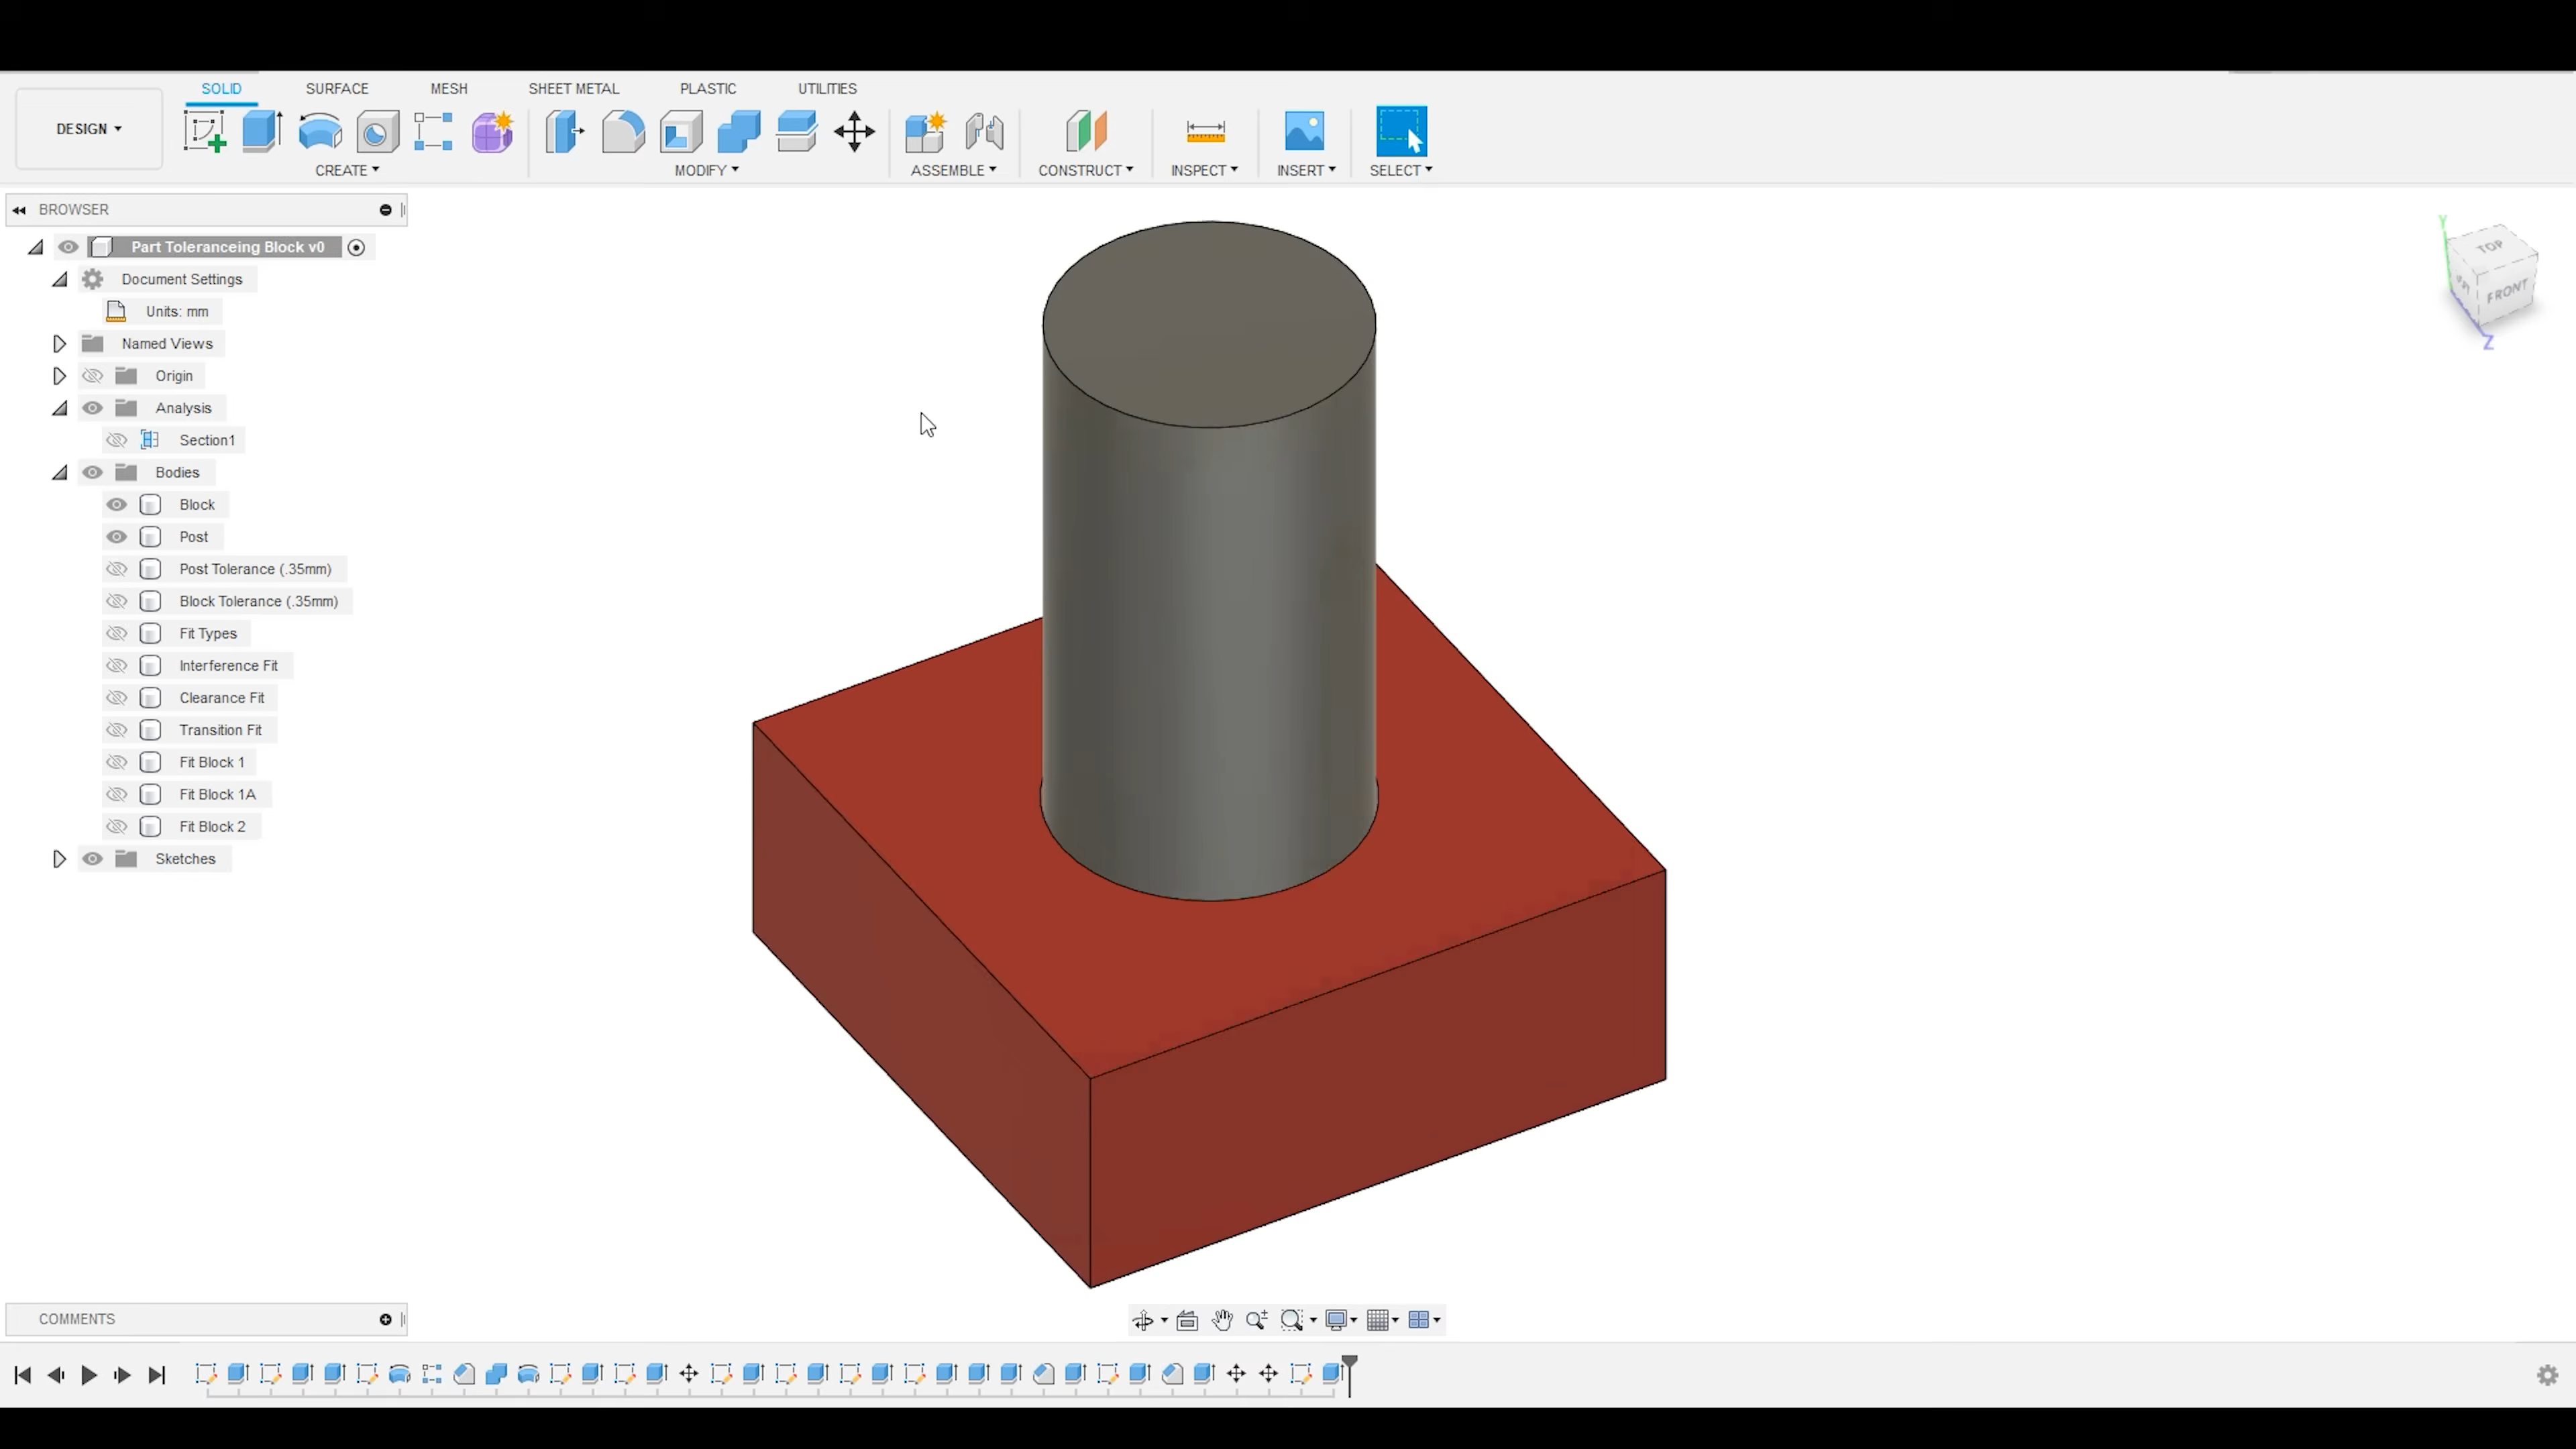 SOLID SURFACE MESH SHEET METAL PLASTIC UTILITIES
DESIGN
CREATE MODIFY ASSEMBLE CONSTRUCT INSPECT INSERT SELECT
BROWSER
Part Toleranceing Block v0
Document Settings
Units: mm
Named Views
Origin
Analysis
Section1
Bodies
Block
Post
Post Tolerance (.35mm)
Block Tolerance (.35mm)
Fit Types
Interference Fit
Clearance Fit
Transition Fit
Fit Block 1
Fit Block 1A
Fit Block 2
Sketches
Y
TOP
FRONT
Z
COMMENTS